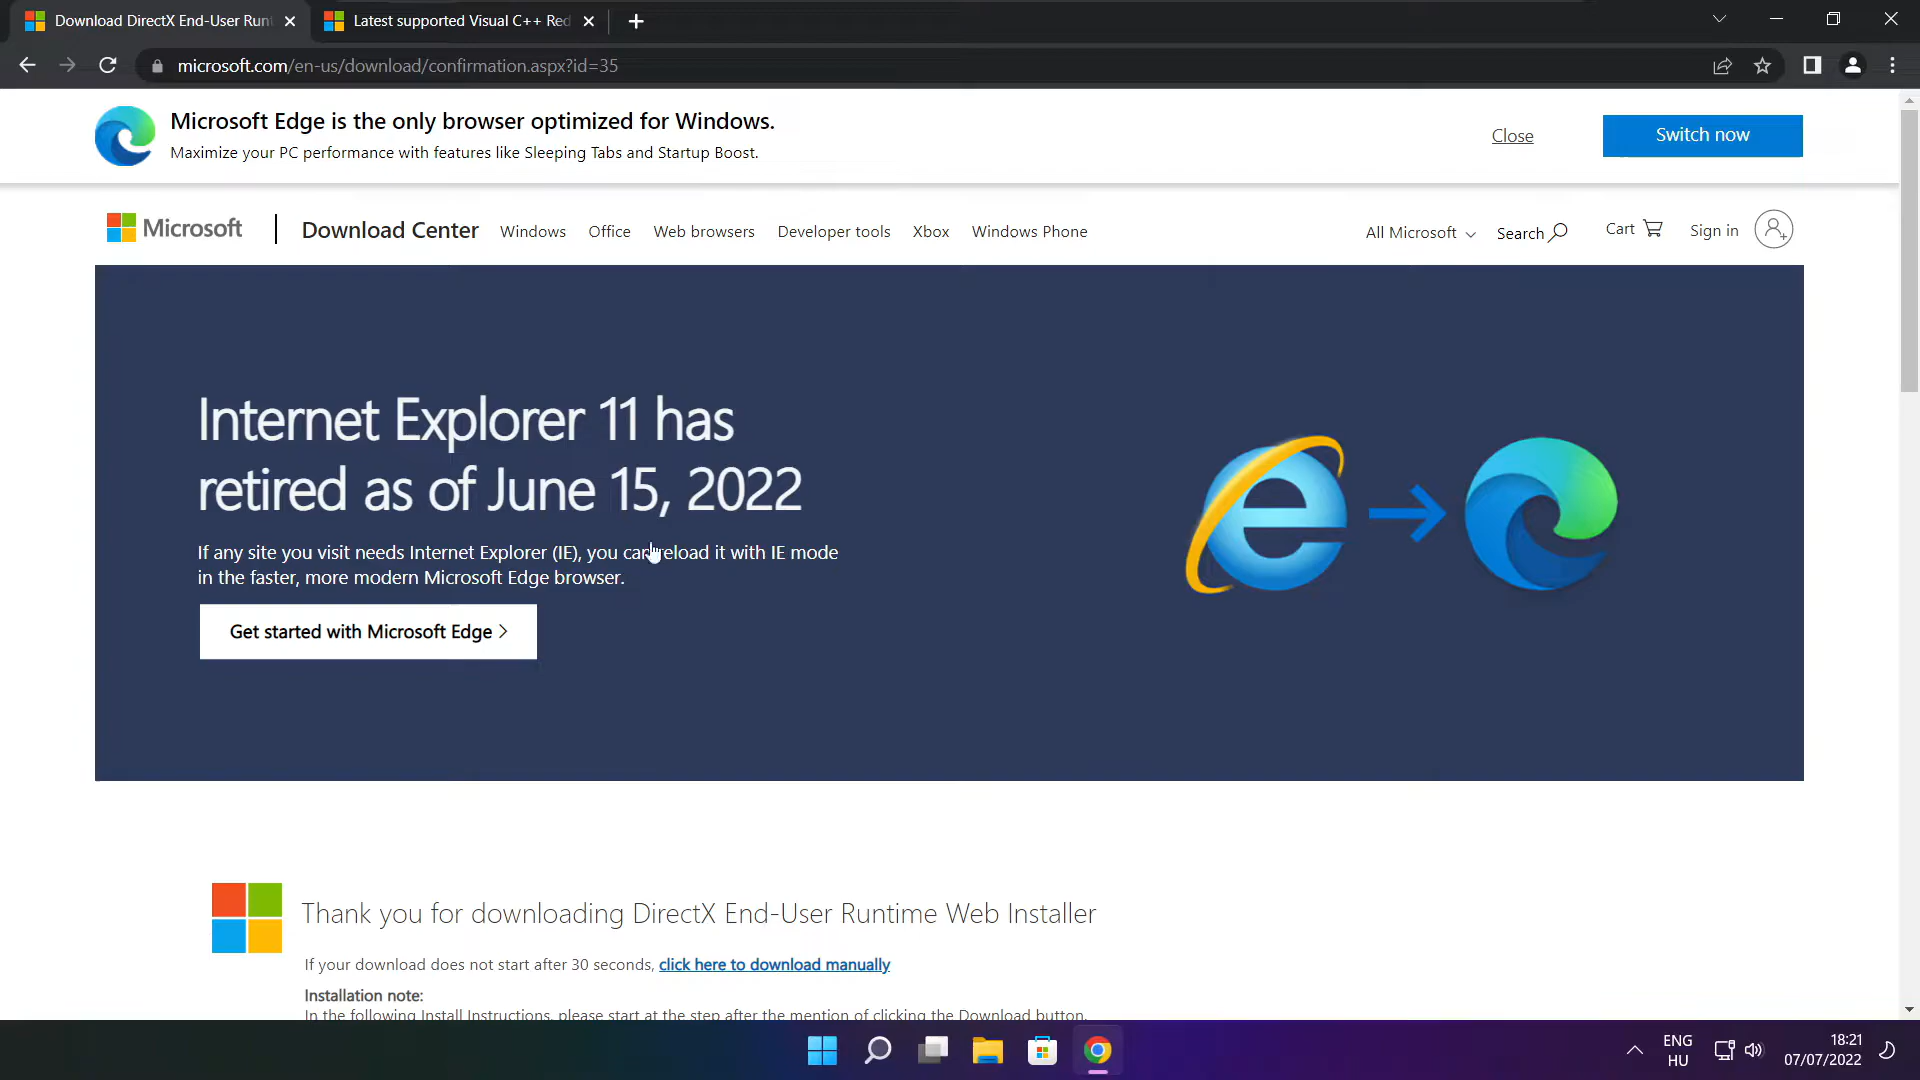 Download DirectX End-User Run
Latest supported Visual C++ Red
microsoft.com/en-us/download/confirmation.aspx?id=35
Microsoft Edge is the only browser optimized for Windows.
Maximize your PC performance with features like Sleeping Tabs and Startup Boost.
Close
Switch now
Microsoft
Download Center
Windows
Office
Web browsers
Developer tools
Xbox
Windows Phone
All Microsoft
Search
Cart
Sign in
Internet Explorer 11 has
retired as of June 15, 2022
If any site you visit needs Internet Explorer (IE), you can reload it with IE mode
in the faster, more modern Microsoft Edge browser.
Get started with Microsoft Edge >
Thank you for downloading DirectX End-User Runtime Web Installer
If your download does not start after 30 seconds, click here to download manually
Installation note:
In the following Install Instructions, please start at the step after the mention of clicking the Download button.
ENG
HU
18:21
07/07/2022